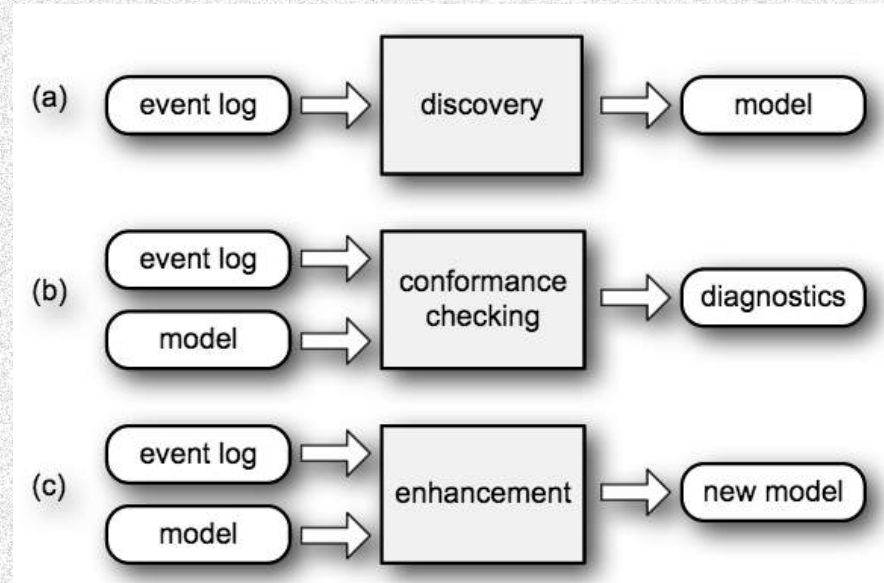 (a)
event log
discovery
model
(b)
event log
model
conformance
checking
diagnostics
(c)
event log
model
enhancement
new model